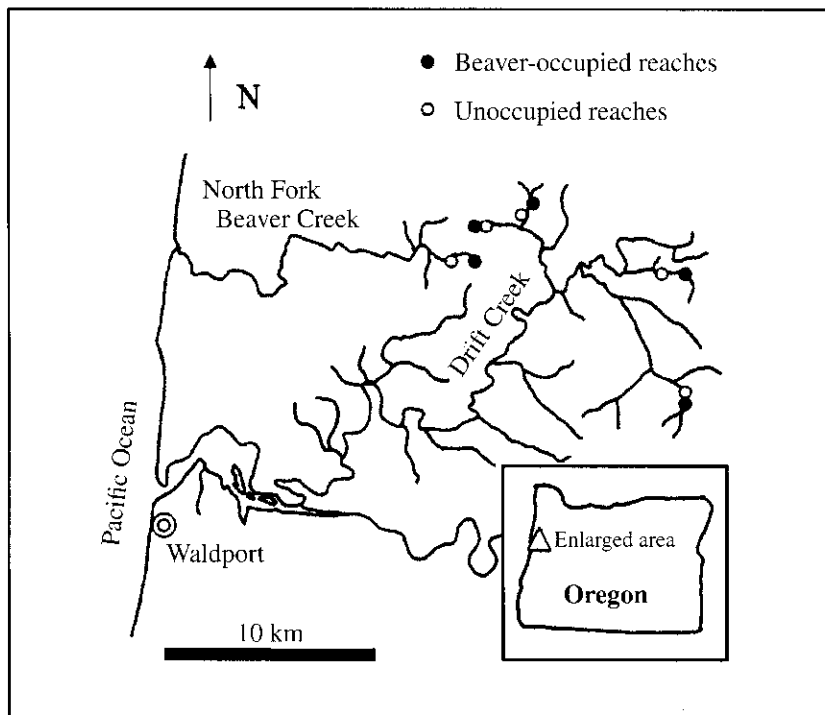 N
Beaver-occupied reaches
Unoccupied reaches
North Fork
Beaver Creek
Drift Creek
Pacific Ocean
Waldport
10 km
Enlarged area
Oregon